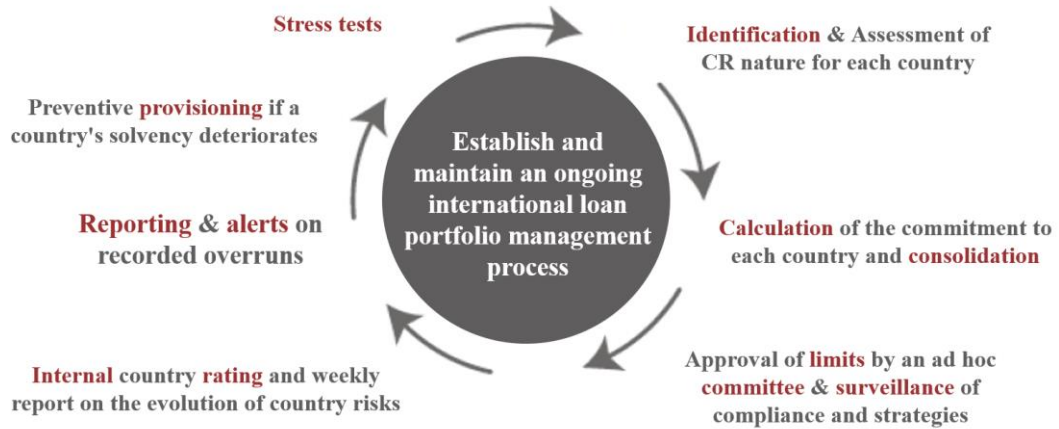 Stress tests
Identification & Assessment of
CR nature for each country
Preventive provisioning if a
country's solvency deteriorates
Establish and
maintain an ongoing
international loan
portfolio management
process
Reporting & alerts on
recorded overruns
Calculation of the commitment to
each country and consolidation
Internal country rating and weekly
report on the evolution of country risks
Approval of limits by an ad hoc
committee & surveillance of
compliance and strategies